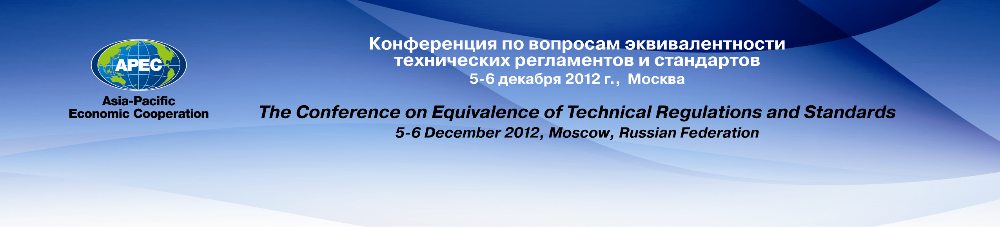 APEC
Asia-Pacific
Economic Cooperation
Конференция по вопросам эквивалентности
технических регламентов и стандартов
5-6 декабря 2012 г., Москва
The Conference on Equivalence of Technical Regulations and Standards
5-6 December 2012, Moscow, Russian Federation